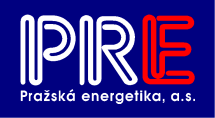 PRE
Pražská energetika, a.s.